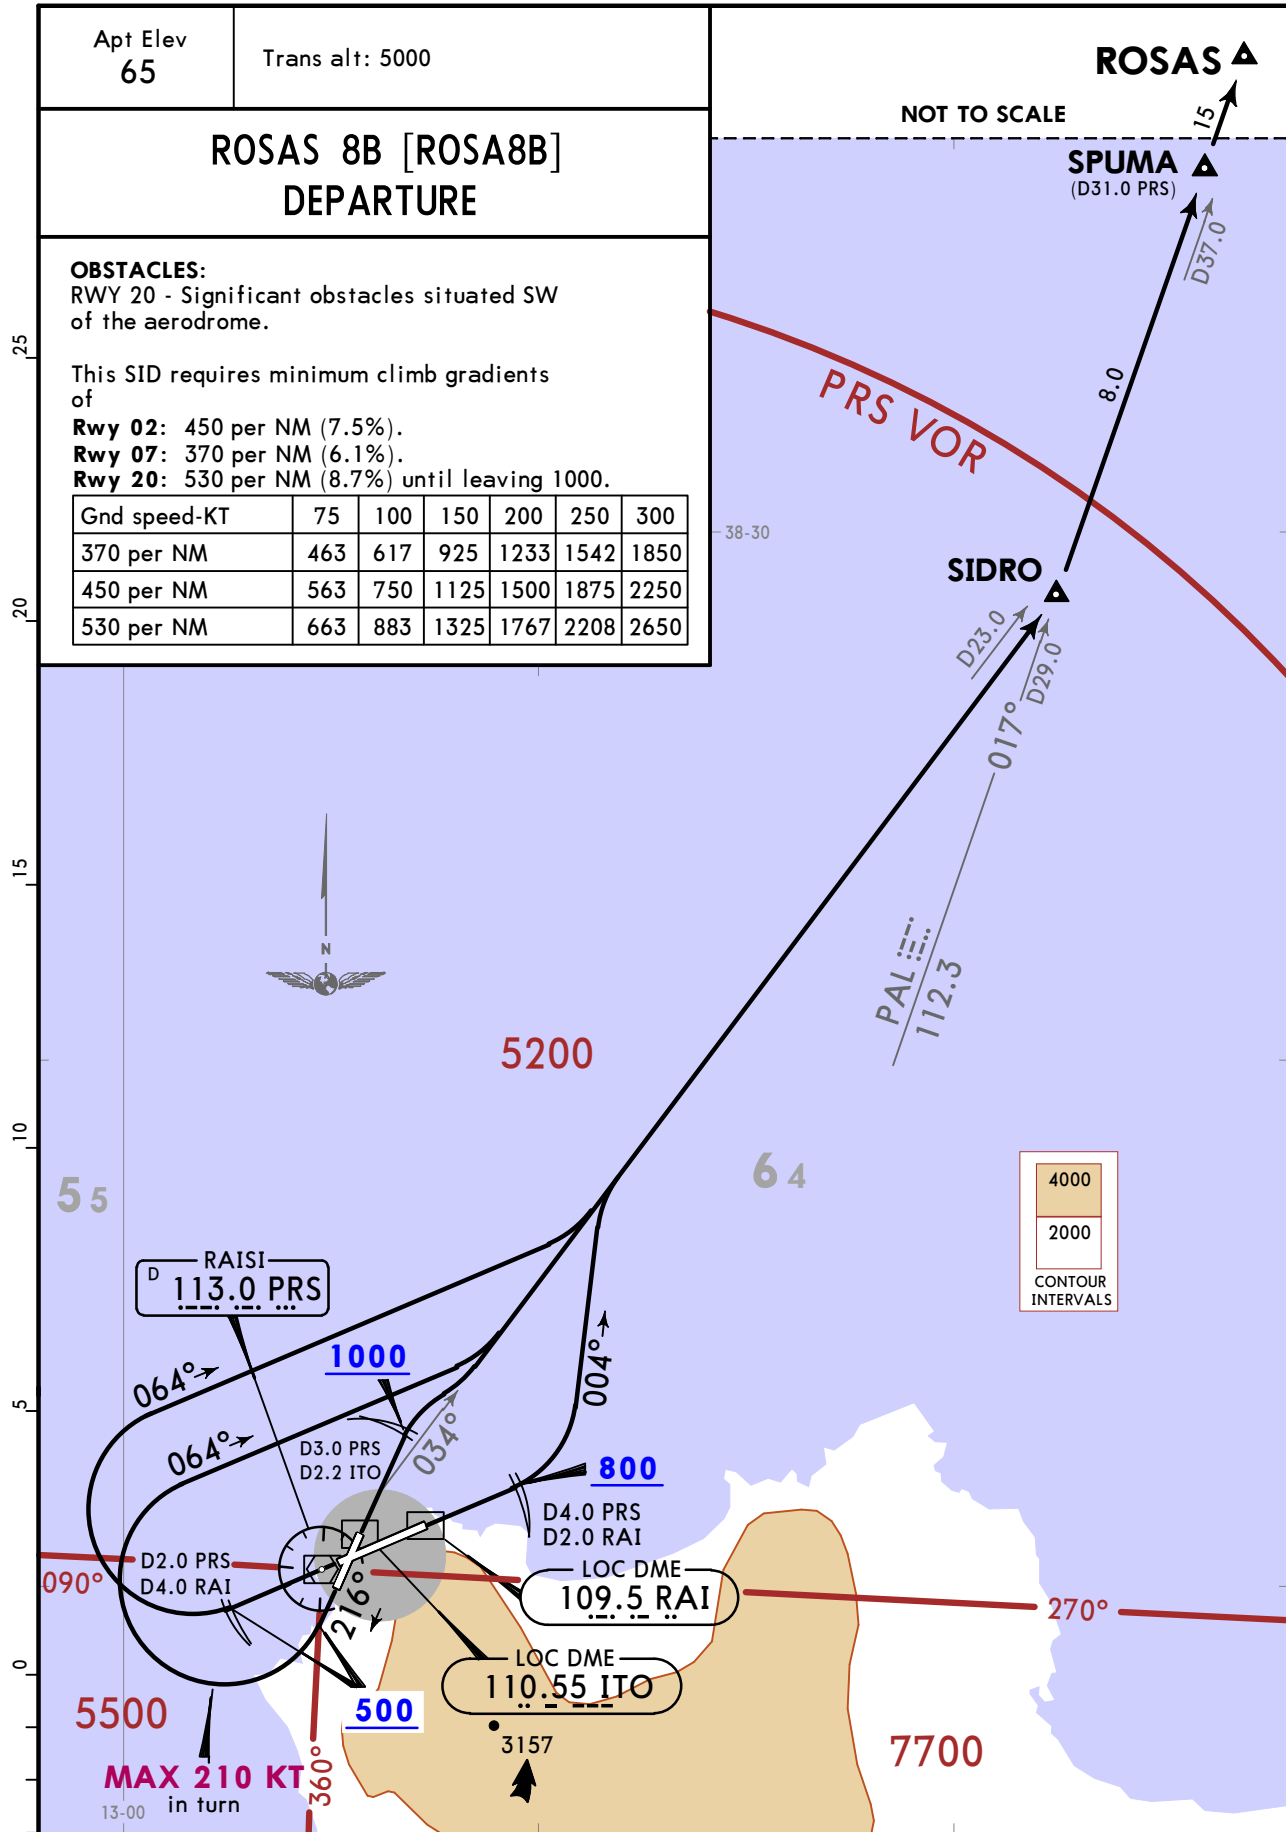 Apt Elev
65
Trans alt: 5000
ROSAS 8B [ROSA8B]
DEPARTURE
OBSTACLES:
RWY 20 - Significant obstacles situated SW
of the aerodrome.
This SID requires minimum climb gradients
of
Rwy 02: 450 per NM (7.5%).
Rwy 07: 370 per NM (6.1%).
Rwy 20: 530 per NM (8.7%) until leaving 1000.
Gnd speed-KT 75 100 150 200 250 300
370 per NM 463 617 925 1233 1542 1850
450 per NM 563 750 1125 1500 1875 2250
530 per NM 663 883 1325 1767 2208 2650
ROSAS
NOT TO SCALE
15
SPUMA
(D31.0 PRS)
D37.0
25
PRS VOR
8.0
38-30
SIDRO
20
D23.0
D29.0
017°
15
N
PAL
112.3
5200
10
5 5
6 4
4000
2000
CONTOUR
INTERVALS
RAISI
D 113.0 PRS
1000
004°
064°
5
064°
D3.0 PRS
D2.2 ITO
034°
800
D4.0 PRS
D2.0 RAI
D2.0 PRS
D4.0 RAI
090°
LOC DME
109.5 RAI
270°
216°
LOC DME
110.55 ITO
0
5500
500
3157
7700
MAX 210 KT
in turn
360°
13-00